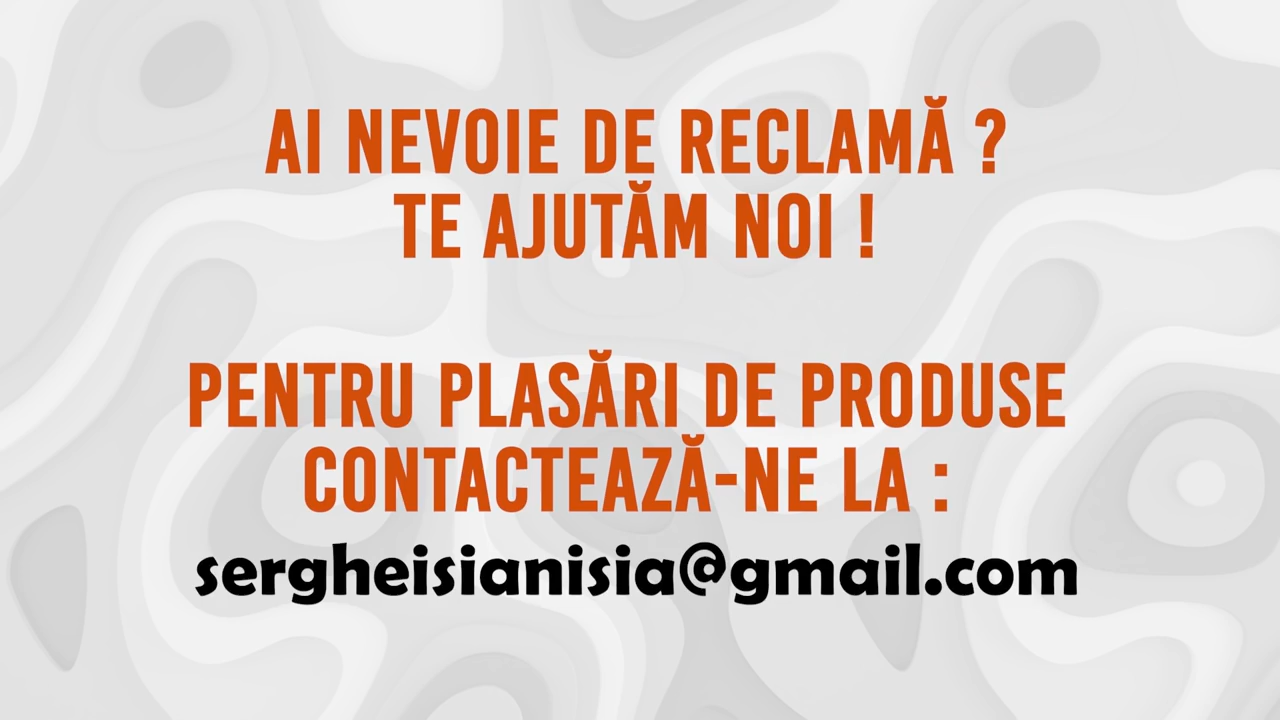 AI NEVOIE DE RECLAMĂ ?
TE AJUTĂM NOI !
PENTRU PLASĂRI DE PRODUSE
CONTACTEAZĂ-NE LA :
sergheisianisia@gmail.com